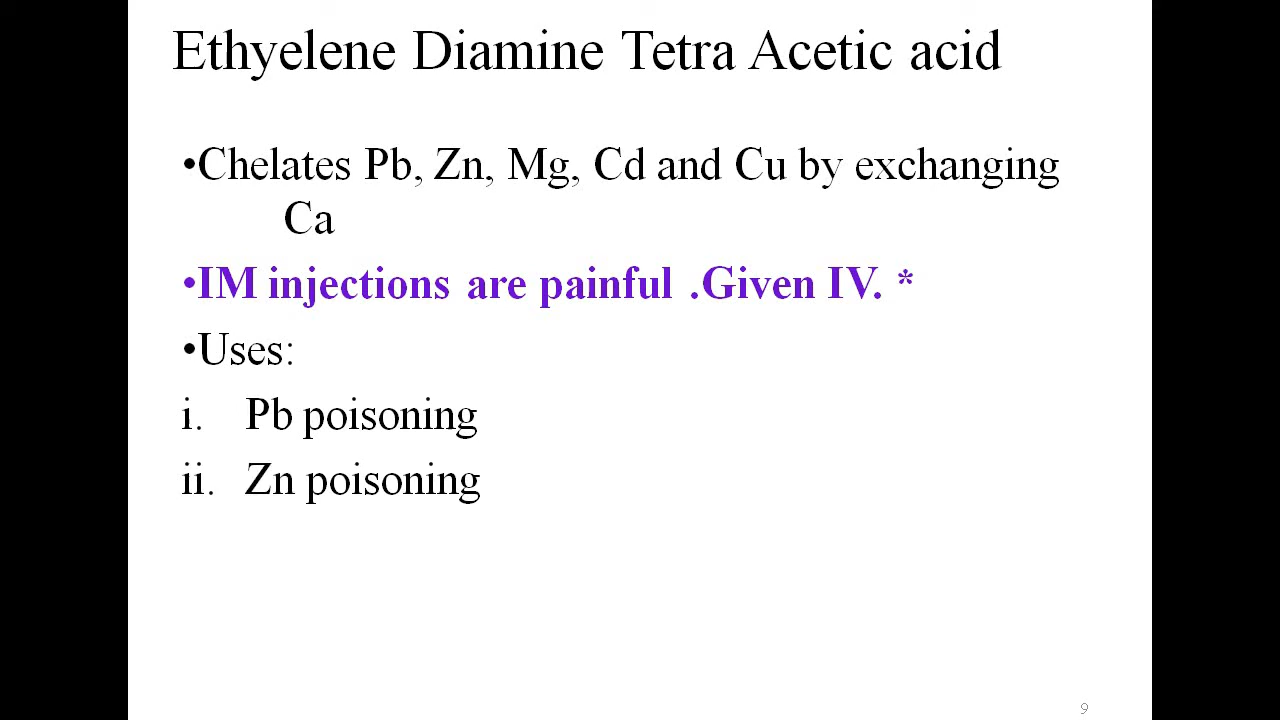 Ethyelene Diamine Tetra Acetic acid
•Chelates Pb, Zn, Mg, Cd and Cu by exchanging
Ca
•IM injections are painful .Given IV. *
•Uses:
i. Pb poisoning
ii. Zn poisoning
9